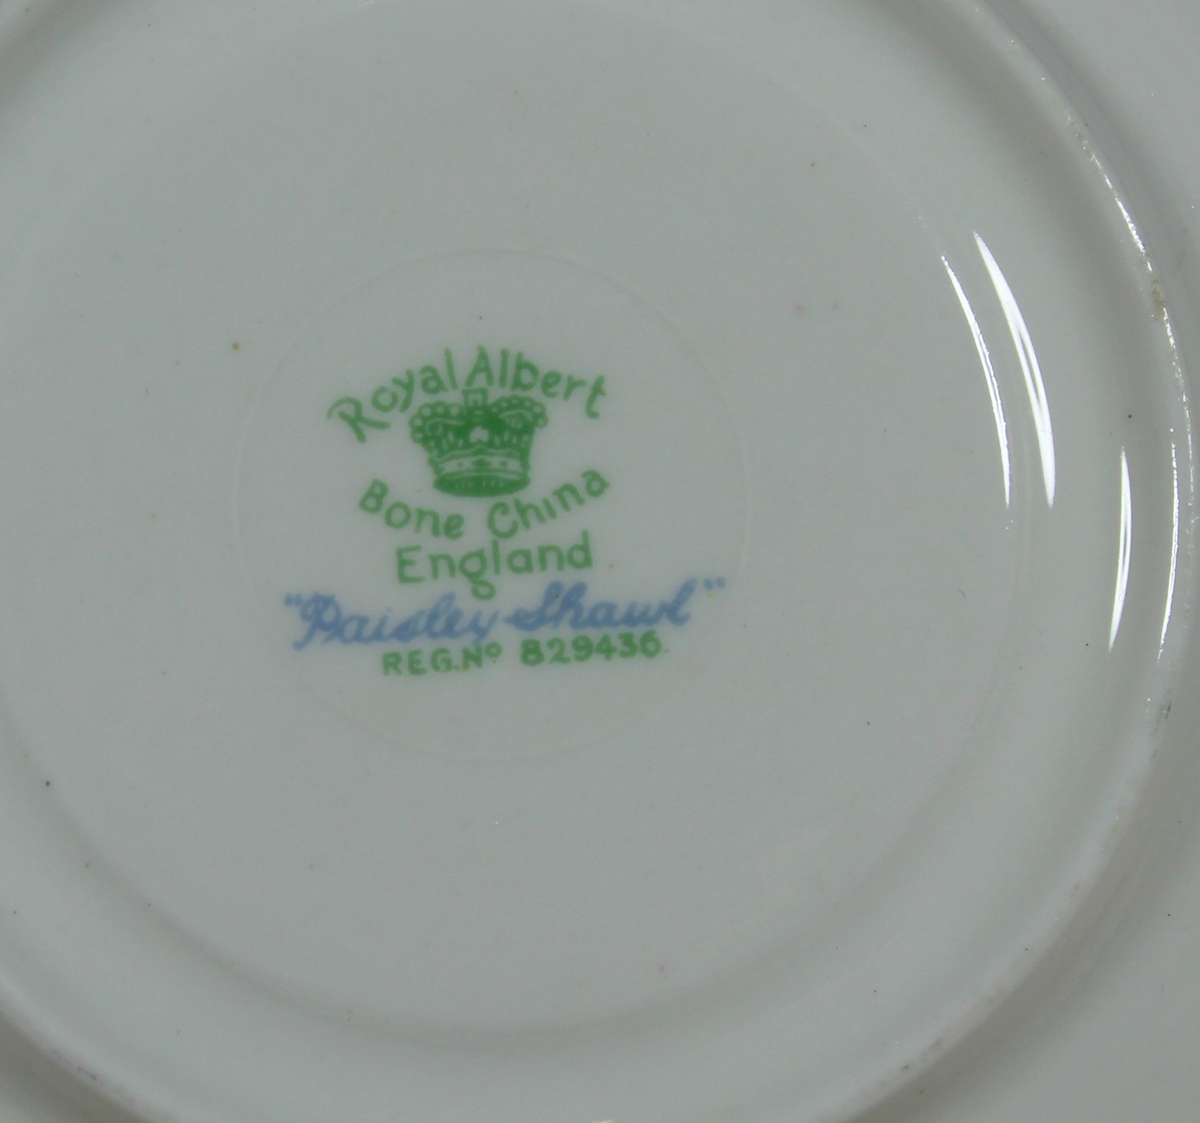 Royal Albert
Bone China
England
"Paisley Shawl"
REG.Nº 829436